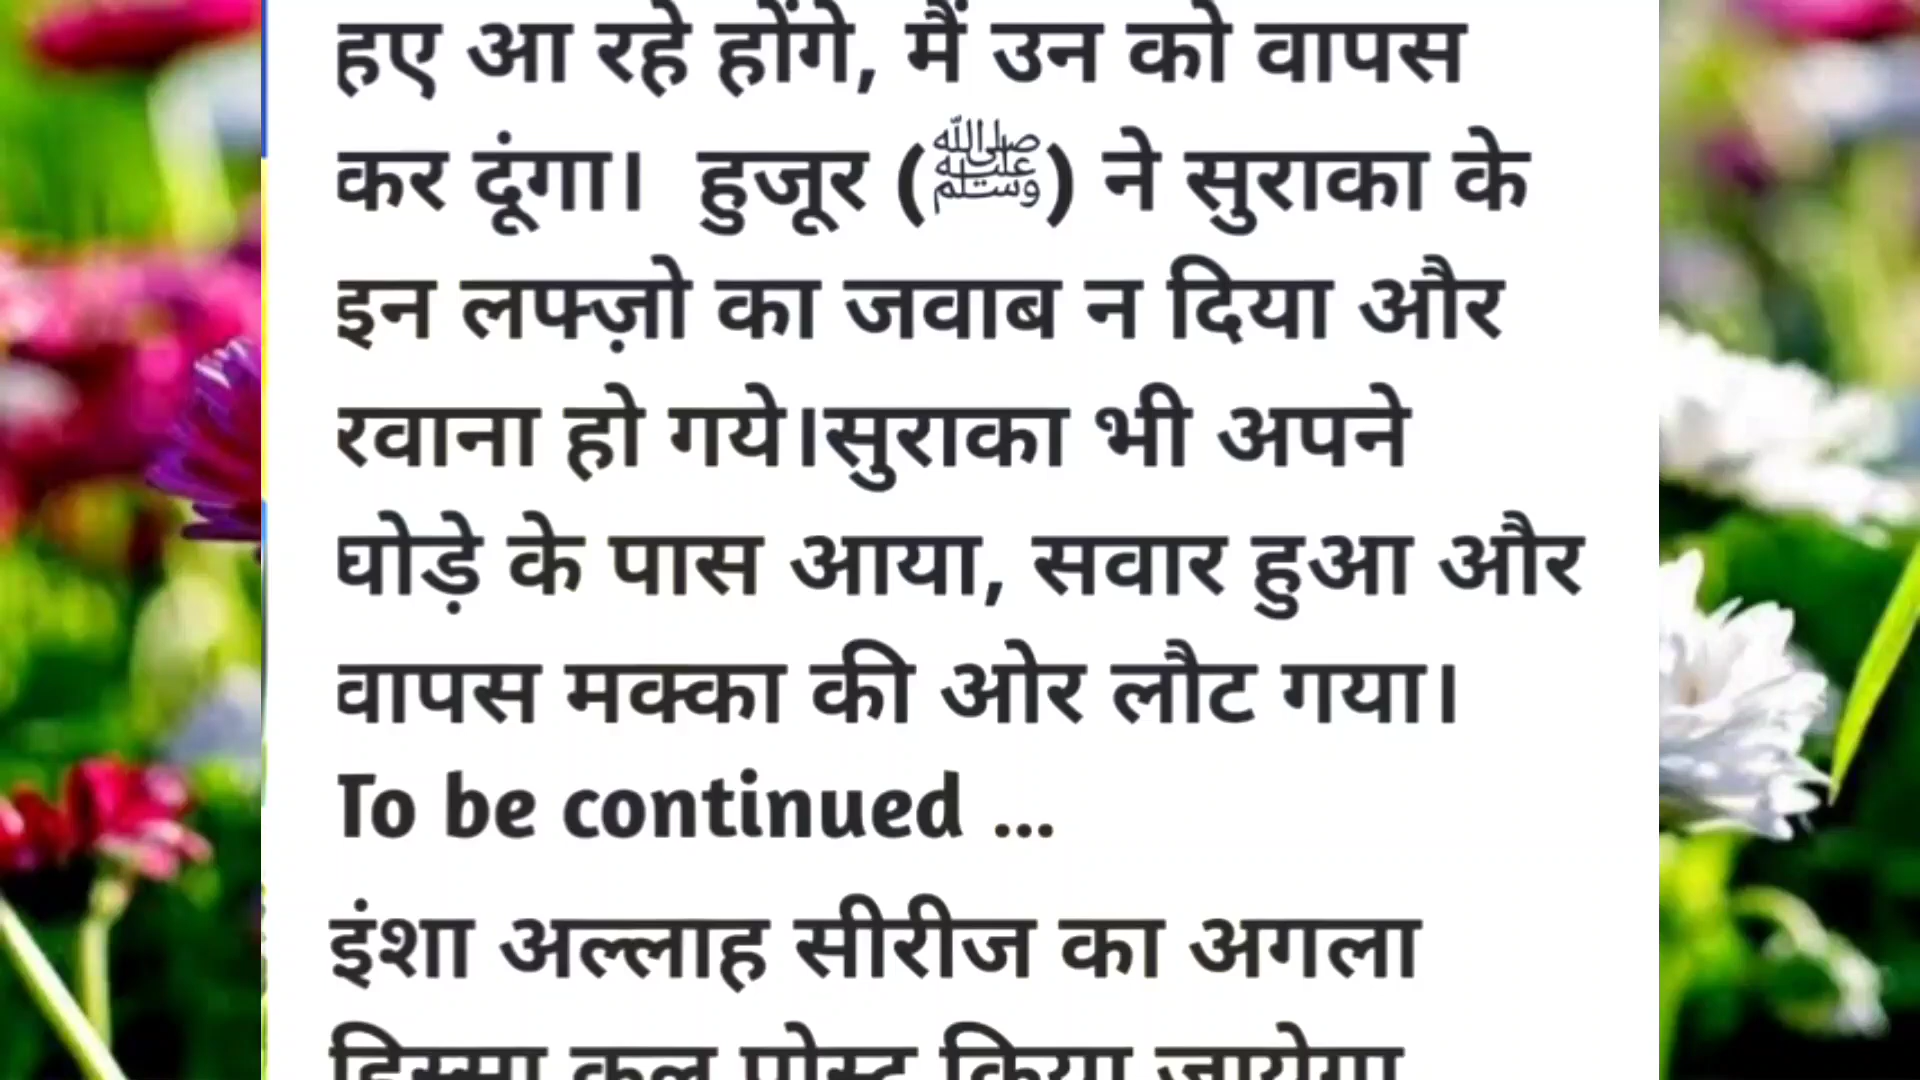 हुए आ रहे होंगे, मैं उन को वापस
कर दूंगा। हुजूर (ﷺ) ने सुराका के
इन लफ्ज़ो का जवाब न दिया और
रवाना हो गये।सुराका भी अपने
घोड़े के पास आया, सवार हुआ और
वापस मक्का की ओर लौट गया।
To be continued ...
इंशा अल्लाह सीरीज का अगला
हिस्सा कल पोस्ट किया जायेगा